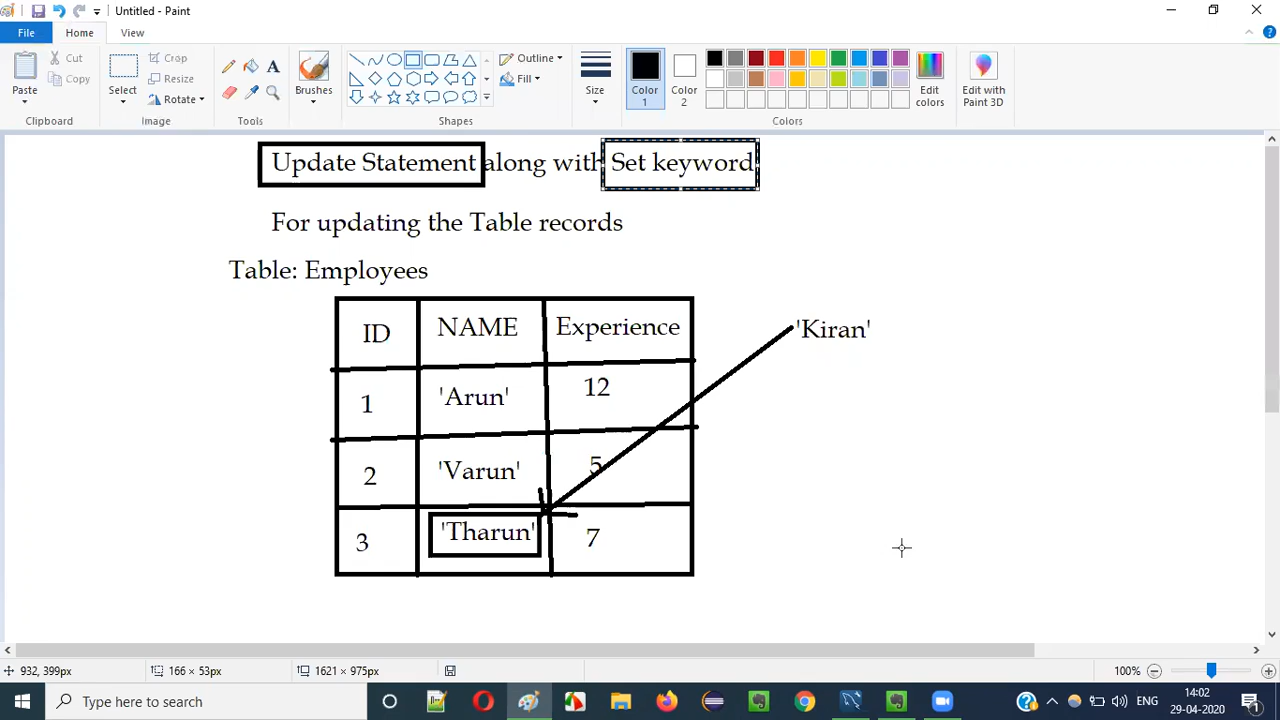 Untitled - Paint
File Home View
Paste Cut Copy
Clipboard
Select Crop Resize Rotate
Image
Tools
Brushes
Shapes
Outline
Fill
Size
Color 1
Color 2
Colors
Edit colors
Edit with Paint 3D
Update Statement along with Set keyword
For updating the Table records
Table: Employees
ID NAME Experience
1 'Arun' 12
2 'Varun' 5
3 'Tharun' 7
'Kiran'
932, 399px 166 × 53px 1621 × 975px 100%
Type here to search
ENG
14:02
29-04-2020